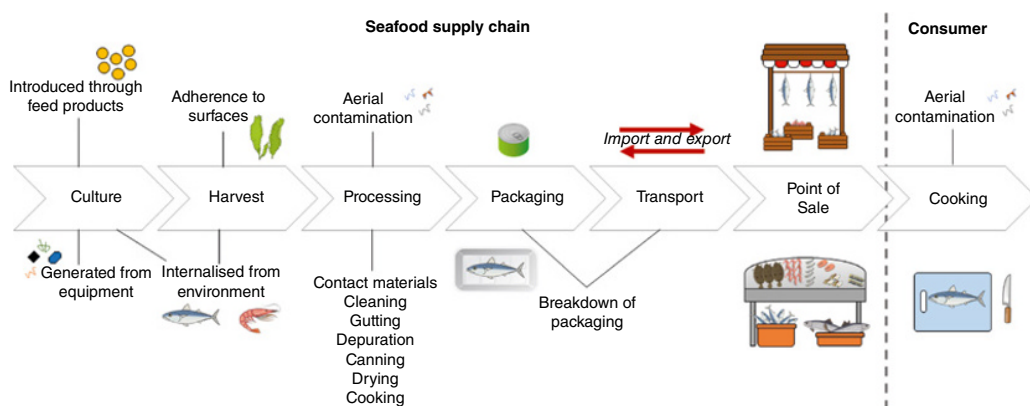 Seafood supply chain
Consumer
Introduced through
feed products
Adherence to
surfaces
Aerial
contamination
Import and export
Aerial
contamination
Culture
Harvest
Processing
Packaging
Transport
Point of
Sale
Cooking
Generated from
equipment
Internalised from
environment
Contact materials
Cleaning
Gutting
Depuration
Canning
Drying
Cooking
Breakdown of
packaging